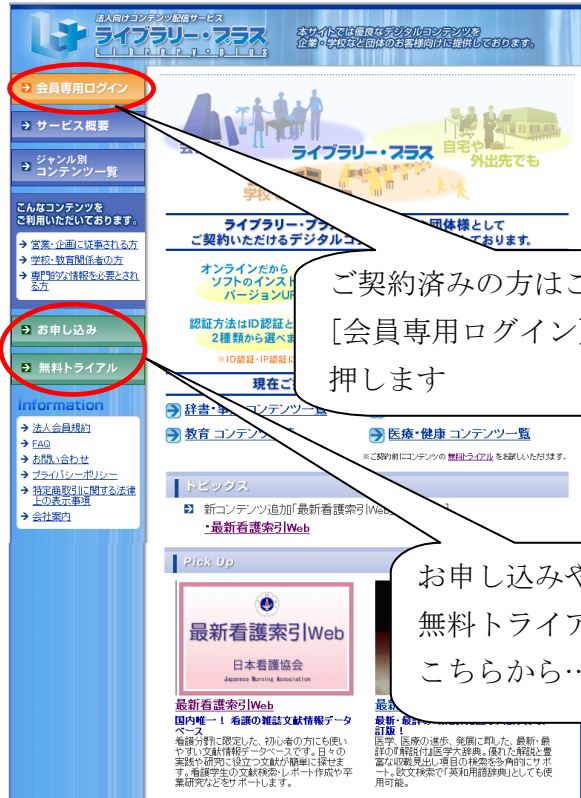 法人向けコンテンツ配信サービス
ライブラリー・プラス
Library・plus
本サイトでは優良なデジタルコンテンツを
企業・学校など団体のお客様向けに提供しております。
会員専用ログイン
サービス概要
ジャンル別
コンテンツ一覧
こんなコンテンツを
ご利用いただいております。
営業・企画に従事される方
学校・教育関係者の方
専門的な情報を必要とされ
る方
お申し込み
無料トライアル
Information
法人会員規約
FAQ
お問い合わせ
プライバシーポリシー
特定商取引に関する法律
上の表示事項
会社案内
ライブラリー・プラス
自宅や
外出先でも
学校
ライブラリー・プラ
団体様として
ご契約いただけるデジタルコ
ております。
オンラインだから
ソフトのインスト
バージョンUP
認証方法はID認証と
2種類から選べま
※ID認証・IP認証に
現在ご
ご契約済みの方はこ
[会員専用ログイン]
押します
辞書・事
コンテンツ一覧
教育 コンテンツ
医療・健康 コンテンツ一覧
※ご契約前にコンテンツの 無料トライアル をお試しいただけます。
トピックス
新コンテンツ追加「最新看護索引Web
・最新看護索引Web
お申し込みや
無料トライア
こちらから…
Pick Up
最新看護索引Web
日本看護協会
Japanese Nursing Association
最新看護索引Web
国内唯一！ 看護の雑誌文献情報データ
ベース
看護分野に限定した、初心者の方にも使い
やすい文献情報データベースです。日々の
実践や研究に役立つ文献が簡単に探せま
す。看護学生の文献検索・レポート作成や卒
業研究などをサポートします。
最新
最新・最
訂版！
医学、医療の進歩、発展に即した、最新・最
詳の『解説付』医学大辞典。優れた解説と豊
富な収載見出し項目の検索を多角的にサポ
ート。欧文検索で「英和用語辞典」としても使
用可能。